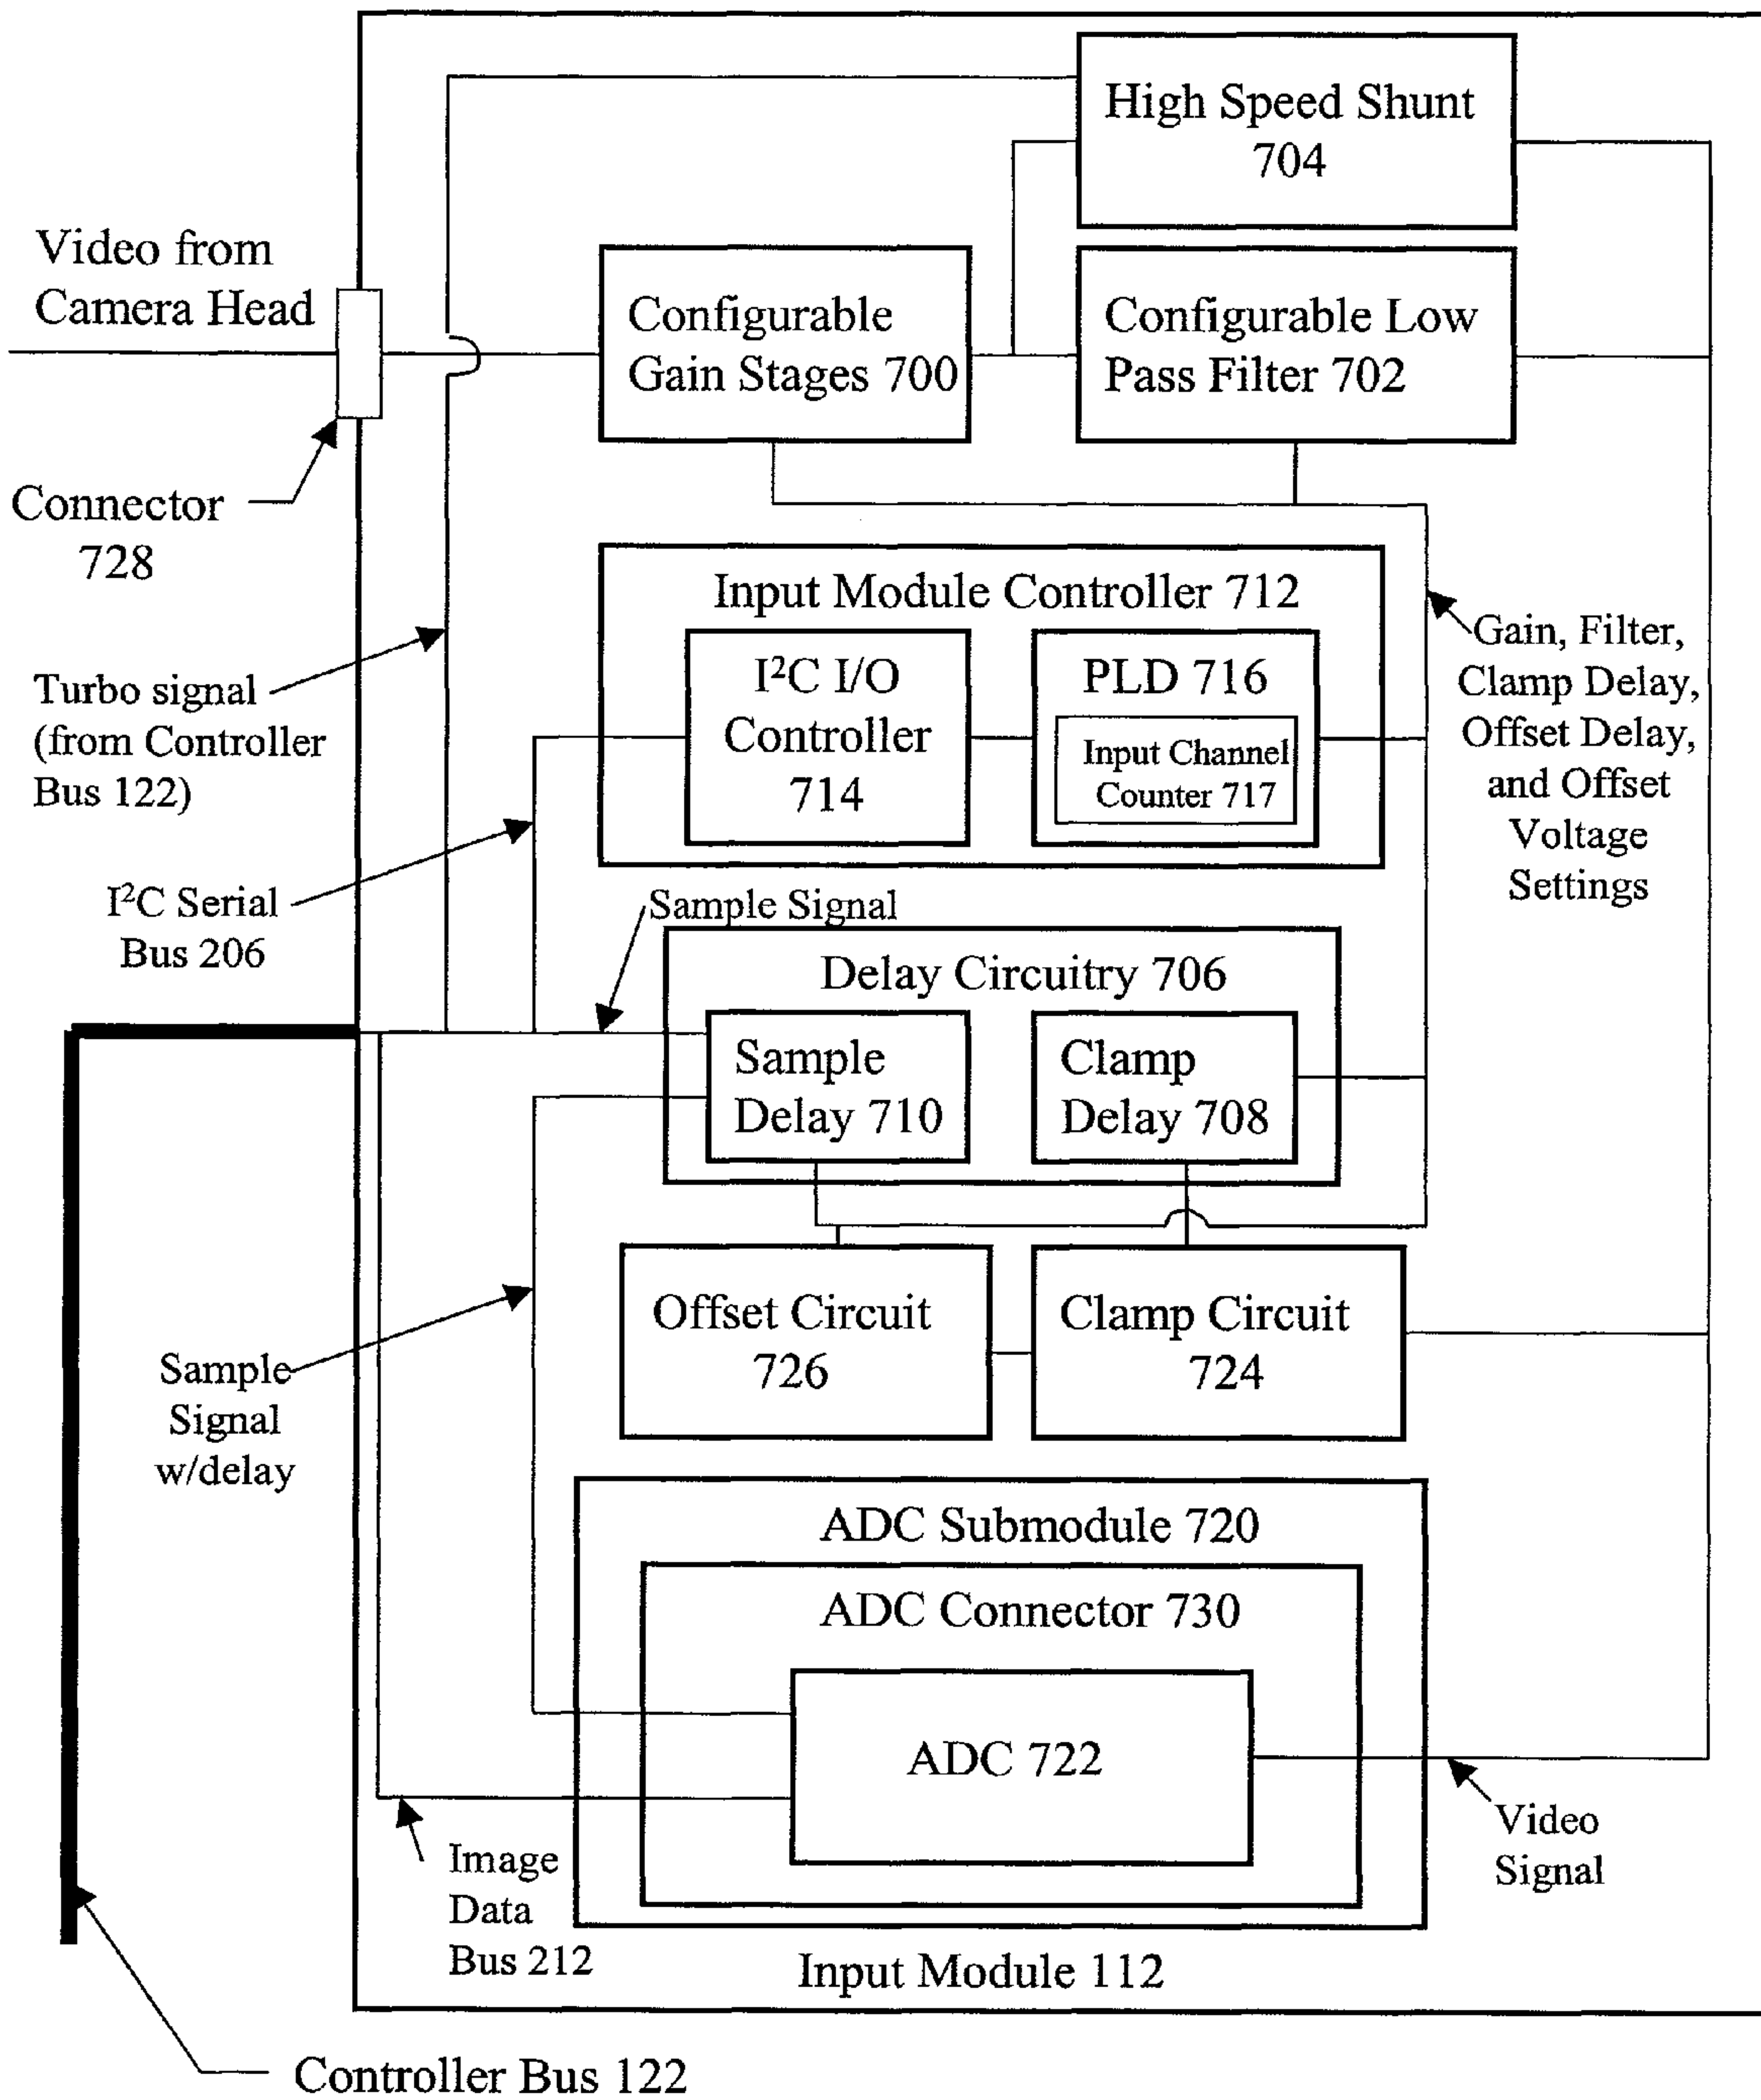 High Speed Shunt
704
Video from
Camera Head
Configurable
Gain Stages 700
Configurable Low
Pass Filter 702
Connector
728
Input Module Controller 712
I²C I/O
Controller
714
PLD 716
Input Channel
Counter 717
Gain, Filter,
Clamp Delay,
Offset Delay,
and Offset
Voltage
Settings
Turbo signal
(from Controller
Bus 122)
I²C Serial
Bus 206
Sample Signal
Delay Circuitry 706
Sample
Delay 710
Clamp
Delay 708
Offset Circuit
726
Clamp Circuit
724
Sample
Signal
w/delay
ADC Submodule 720
ADC Connector 730
ADC 722
Video
Signal
Image
Data
Bus 212
Input Module 112
Controller Bus 122